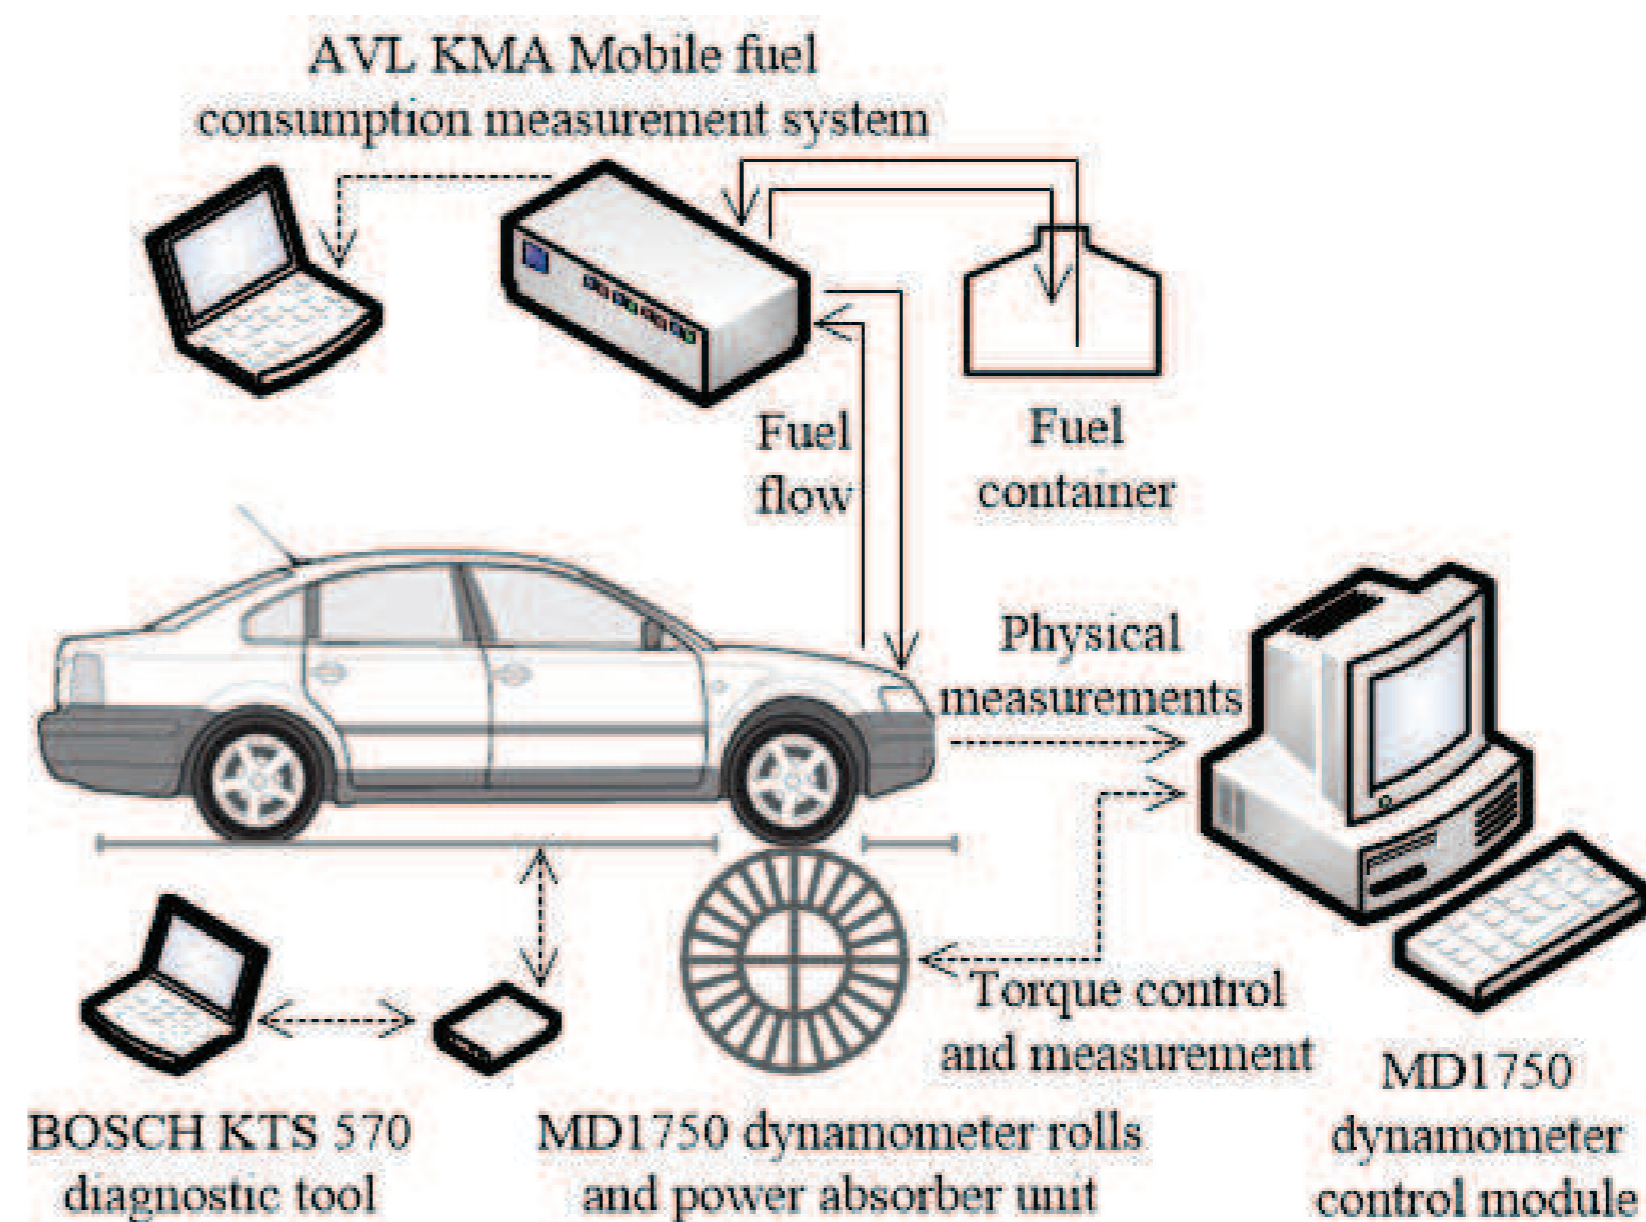 AVL KMA Mobile fuel
consumption measurement system
Fuel
flow
Fuel
container
Physical
measurements
Torque control
and measurement
MD1750
dynamometer
control module
BOSCH KTS 570
diagnostic tool
MD1750 dynamometer rolls
and power absorber unit